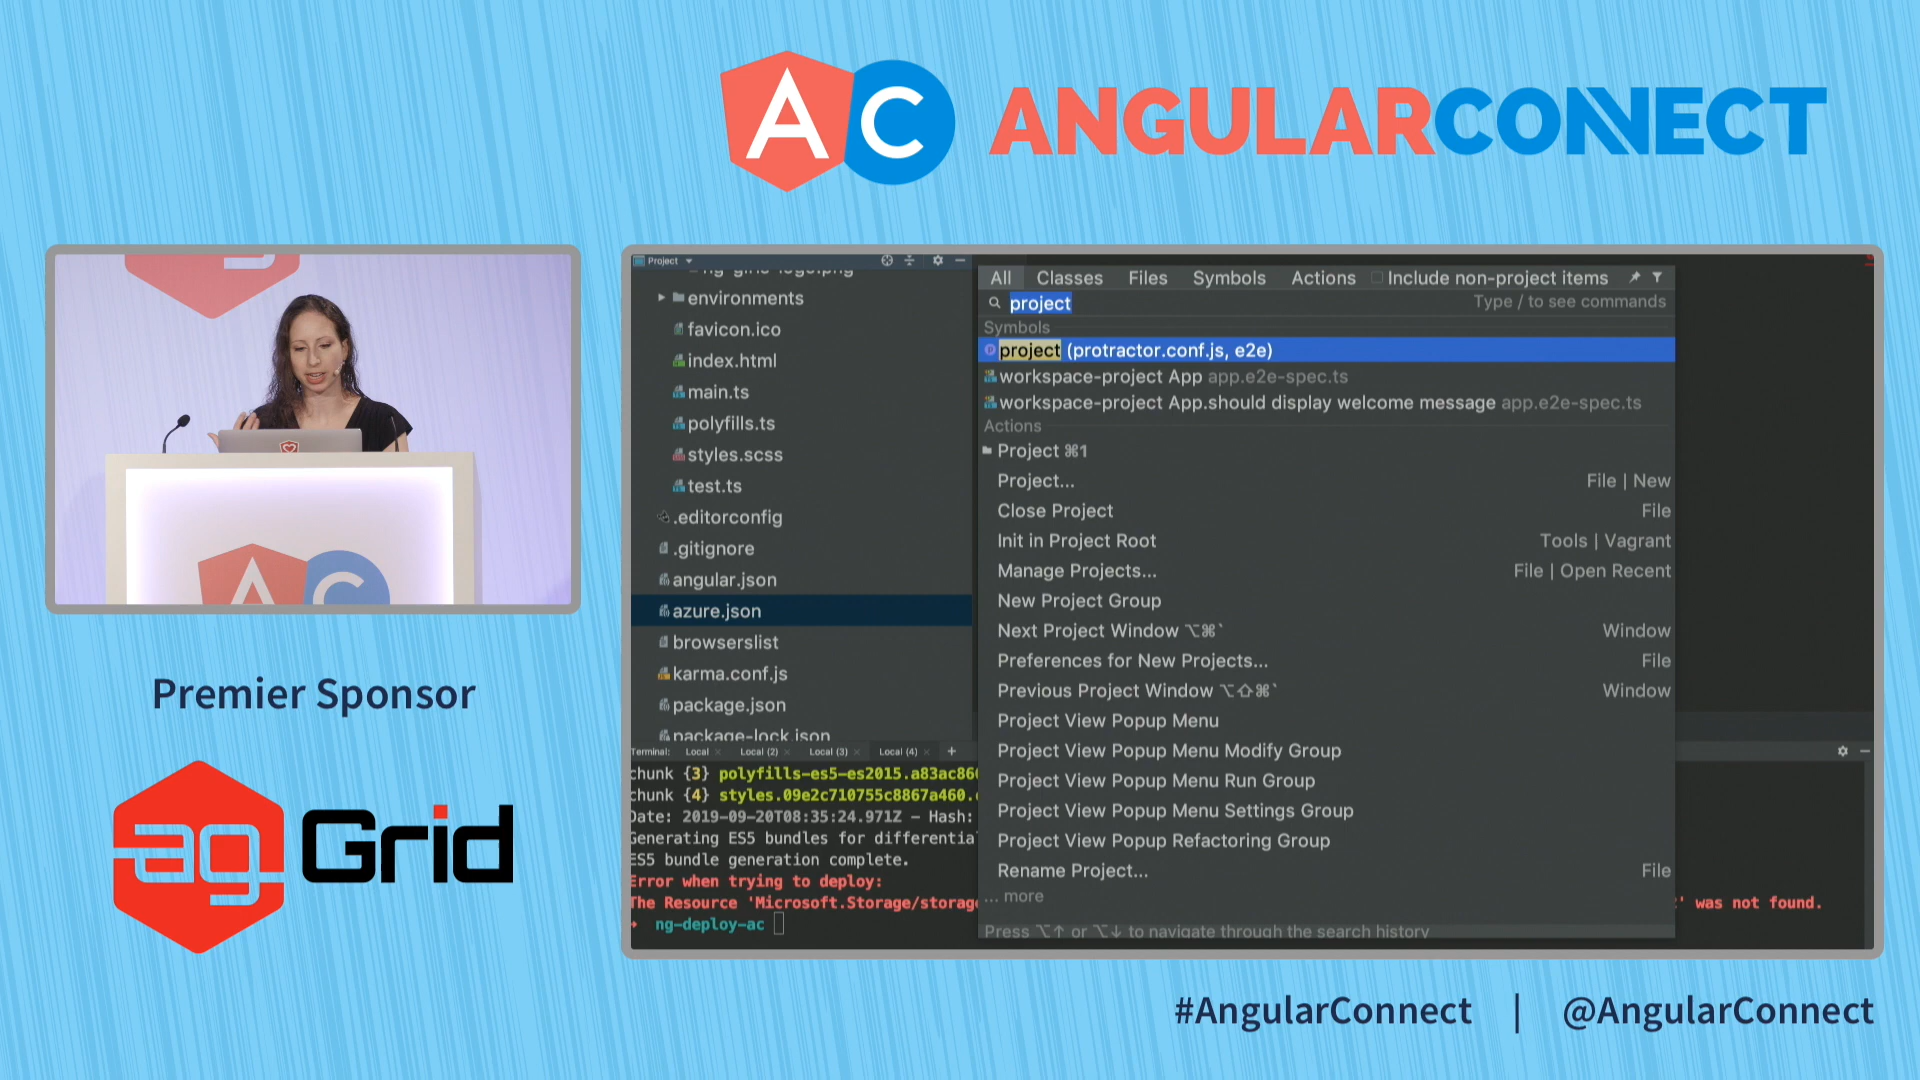 AC ANGULARCONNECT
Premier Sponsor
ag Grid
Project
ng-girls-logo.png
environments
favicon.ico
index.html
main.ts
polyfills.ts
styles.scss
test.ts
.editorconfig
.gitignore
angular.json
azure.json
browserslist
karma.conf.js
package.json
package-lock.json
All Classes Files Symbols Actions Include non-project items
project Type / to see commands
Symbols
project (protractor.conf.js, e2e)
workspace-project App app.e2e-spec.ts
workspace-project App.should display welcome message app.e2e-spec.ts
Actions
Project ⌘1
Project... File | New
Close Project File
Init in Project Root Tools | Vagrant
Manage Projects... File | Open Recent
New Project Group
Next Project Window ⌥⌘` Window
Preferences for New Projects... File
Previous Project Window ⌥⇧⌘` Window
Project View Popup Menu
Project View Popup Menu Modify Group
Project View Popup Menu Run Group
Project View Popup Menu Settings Group
Project View Popup Refactoring Group
Rename Project... File
... more
Press ⌥↑ or ⌥↓ to navigate through the search history
Terminal: Local × Local (2) × Local (3) × Local (4) × +
chunk {3} polyfills-es5-es2015.a83ac86
chunk {4} styles.09e2c710755c8867a460.
Date: 2019-09-20T08:35:24.971Z - Hash:
Generating ES5 bundles for differential
ES5 bundle generation complete.
Error when trying to deploy:
The Resource 'Microsoft.Storage/storage ' was not found.
ng-deploy-ac
#AngularConnect | @AngularConnect